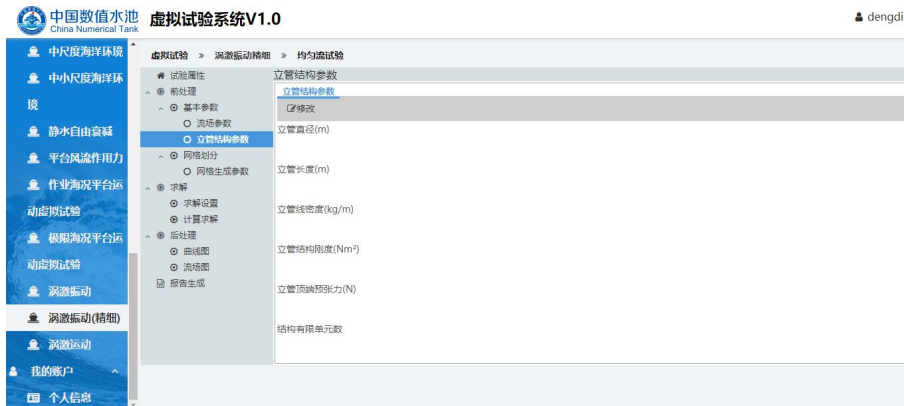 中国数值水池
China Numerical Tank
虚拟试验系统V1.0
dengdi
中尺度海洋环境
中小尺度海洋环
境
静水自由衰减
平台风流作用力
作业海况平台运
动虚拟试验
极限海况平台运
动虚拟试验
涡激振动
涡激振动(精细)
涡激运动
我的账户
个人信息
虚拟试验 » 涡激振动精细 » 均匀流试验
试验属性
前处理
基本参数
流场参数
立管结构参数
网格划分
网格生成参数
求解
求解设置
计算求解
后处理
曲线图
流场图
报告生成
立管结构参数
立管结构参数
修改
立管直径(m)
立管长度(m)
立管线密度(kg/m)
立管结构刚度(Nm²)
立管顶端预张力(N)
结构有限单元数